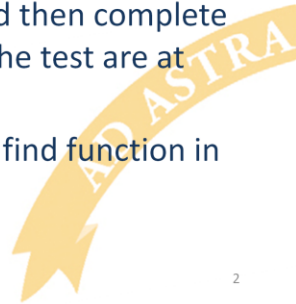 d then complete
he test are at
AD ASTRA
find function in
2